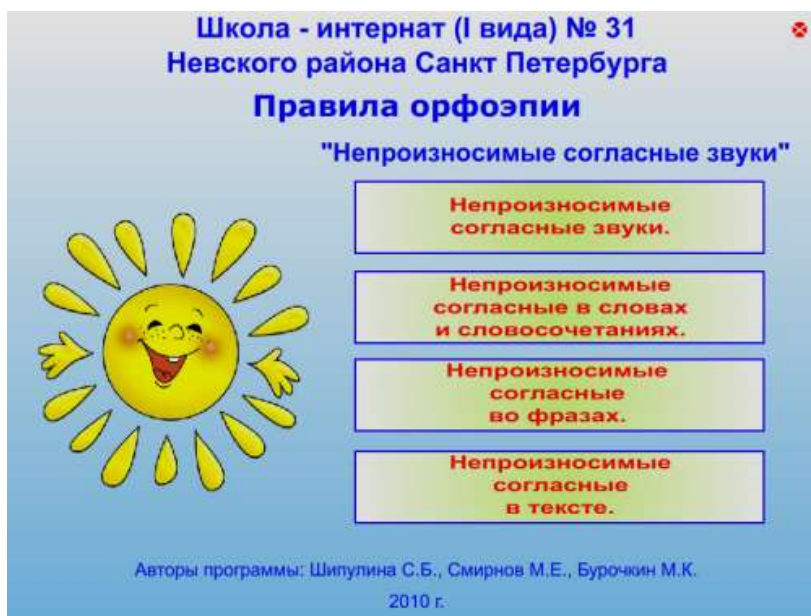 Школа - интернат (I вида) № 31
Невского района Санкт Петербурга
Правила орфоэпии
"Непроизносимые согласные звуки"
Непроизносимые
согласные звуки.
Непроизносимые
согласные в словах
и словосочетаниях.
Непроизносимые
согласные
во фразах.
Непроизносимые
согласные
в тексте.
Авторы программы: Шипулина С.Б., Смирнов М.Е., Бурочкин М.К.
2010 г.